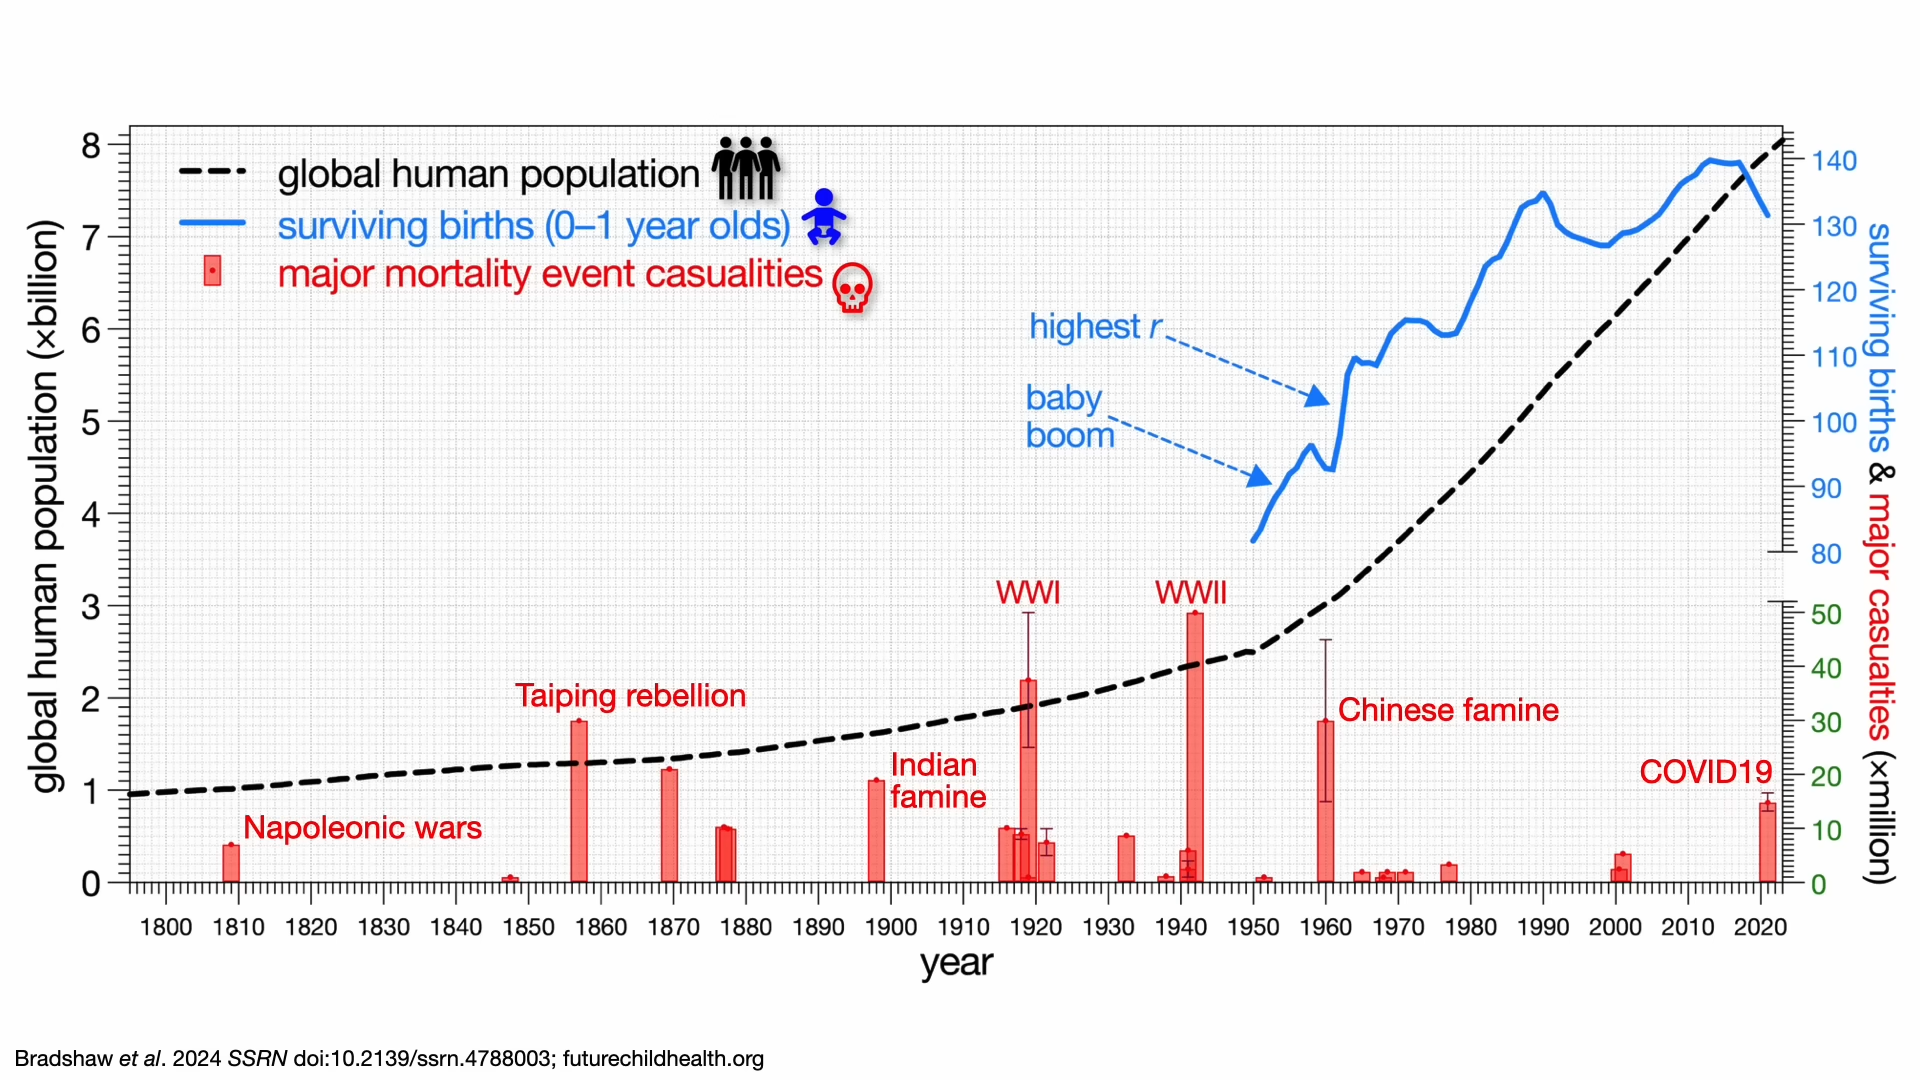 global human population
surviving births (0–1 year olds)
major mortality event casualities
highest r
baby
boom
WWI
WWII
Taiping rebellion
Chinese famine
Indian
famine
COVID19
Napoleonic wars
global human population (×billion)
8
7
6
5
4
3
2
1
0
140
130
120
110
100
90
80
50
40
30
20
10
0
surviving births & major casualties (×million)
1800 1810 1820 1830 1840 1850 1860 1870 1880 1890 1900 1910 1920 1930 1940 1950 1960 1970 1980 1990 2000 2010 2020
year
Bradshaw et al. 2024 SSRN doi:10.2139/ssrn.4788003; futurechildhealth.org